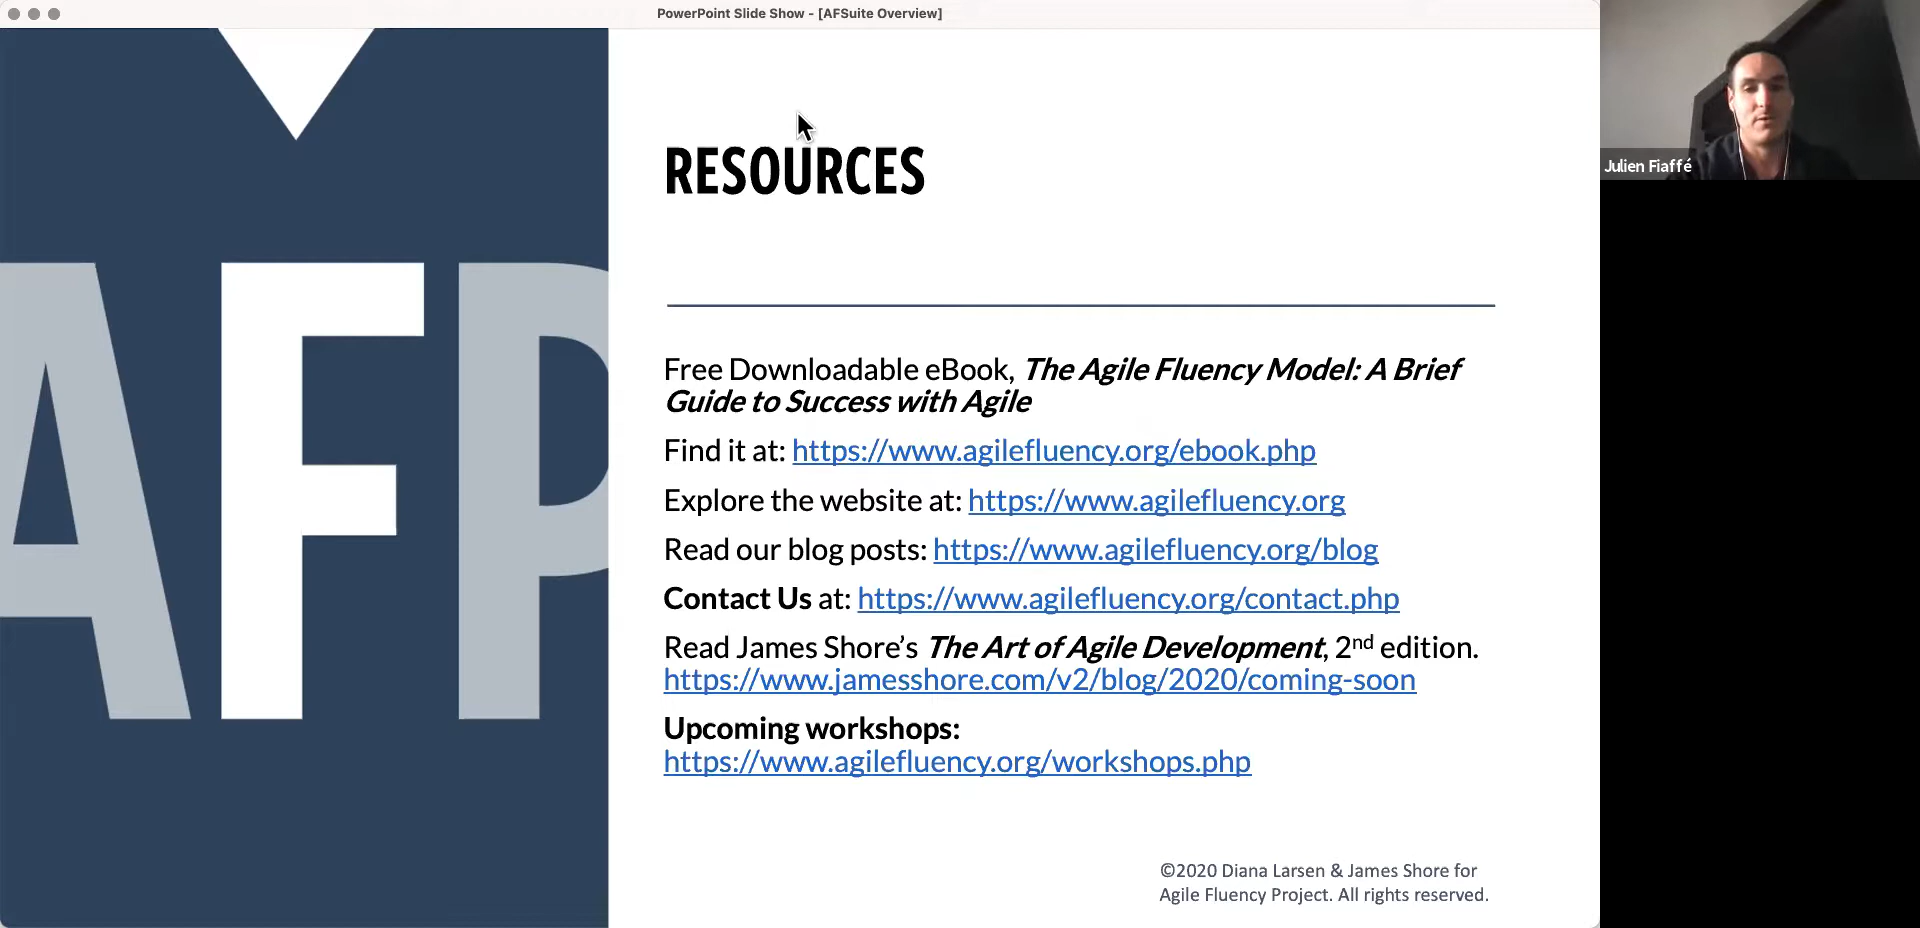 PowerPoint Slide Show - [AFSuite Overview]
AFP
RESOURCES
Free Downloadable eBook, The Agile Fluency Model: A Brief
Guide to Success with Agile
Find it at: https://www.agilefluency.org/ebook.php
Explore the website at: https://www.agilefluency.org
Read our blog posts: https://www.agilefluency.org/blog
Contact Us at: https://www.agilefluency.org/contact.php
Read James Shore’s The Art of Agile Development, 2nd edition.
https://www.jamesshore.com/v2/blog/2020/coming-soon
Upcoming workshops:
https://www.agilefluency.org/workshops.php
©2020 Diana Larsen & James Shore for
Agile Fluency Project. All rights reserved.
Julien Fiaffé